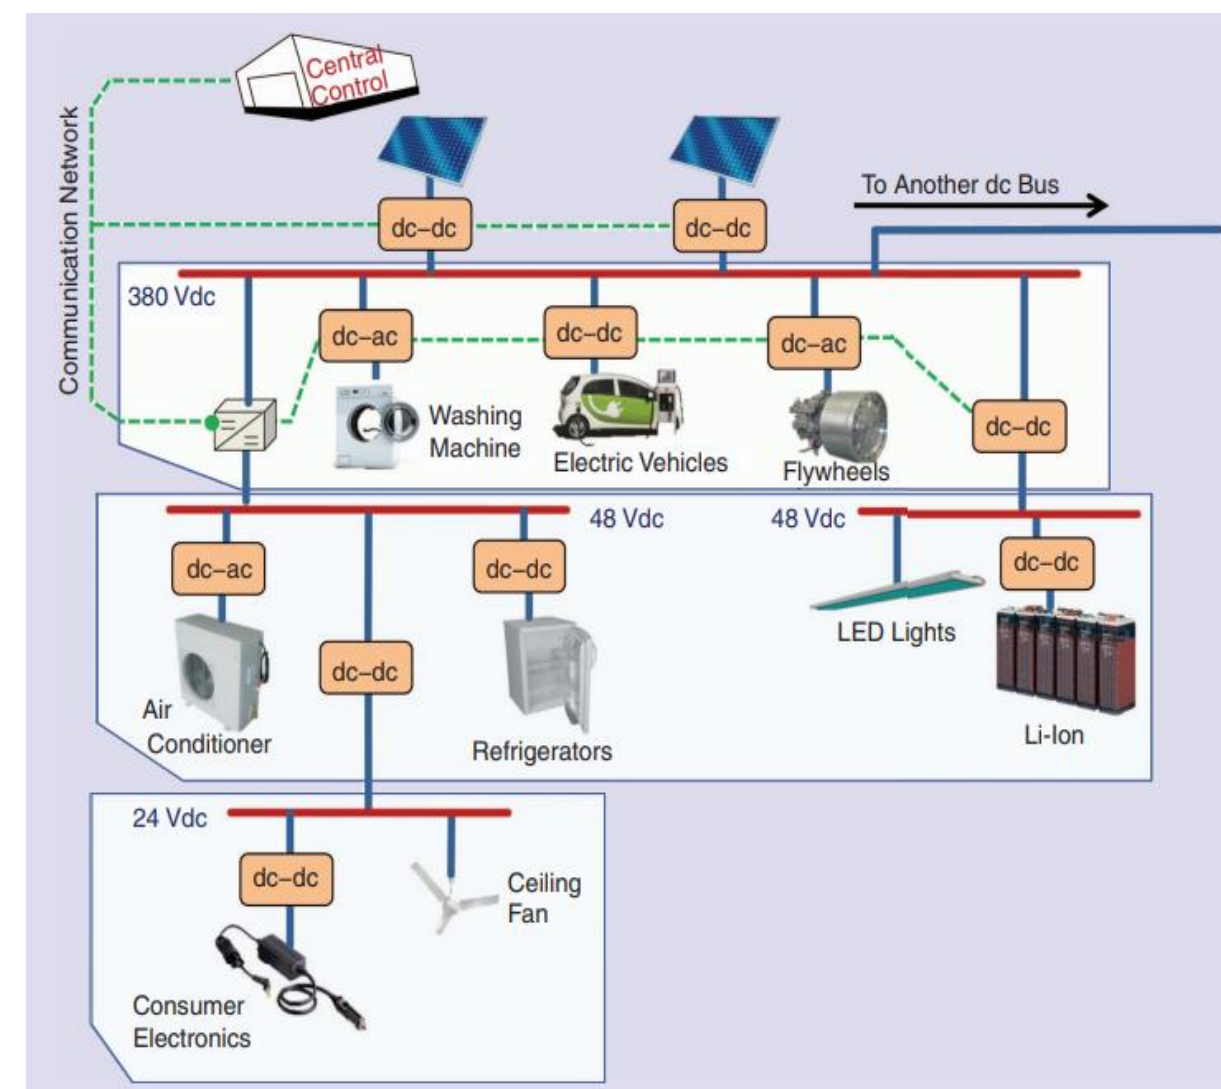 Central
Control
Communication Network
To Another dc Bus
dc–dc
dc–dc
380 Vdc
dc–ac
dc–dc
dc–ac
dc–dc
Washing
Machine
Electric Vehicles
Flywheels
48 Vdc
48 Vdc
dc–ac
dc–dc
dc–dc
dc–dc
LED Lights
Air
Conditioner
Refrigerators
Li-Ion
24 Vdc
dc–dc
Ceiling
Fan
Consumer
Electronics